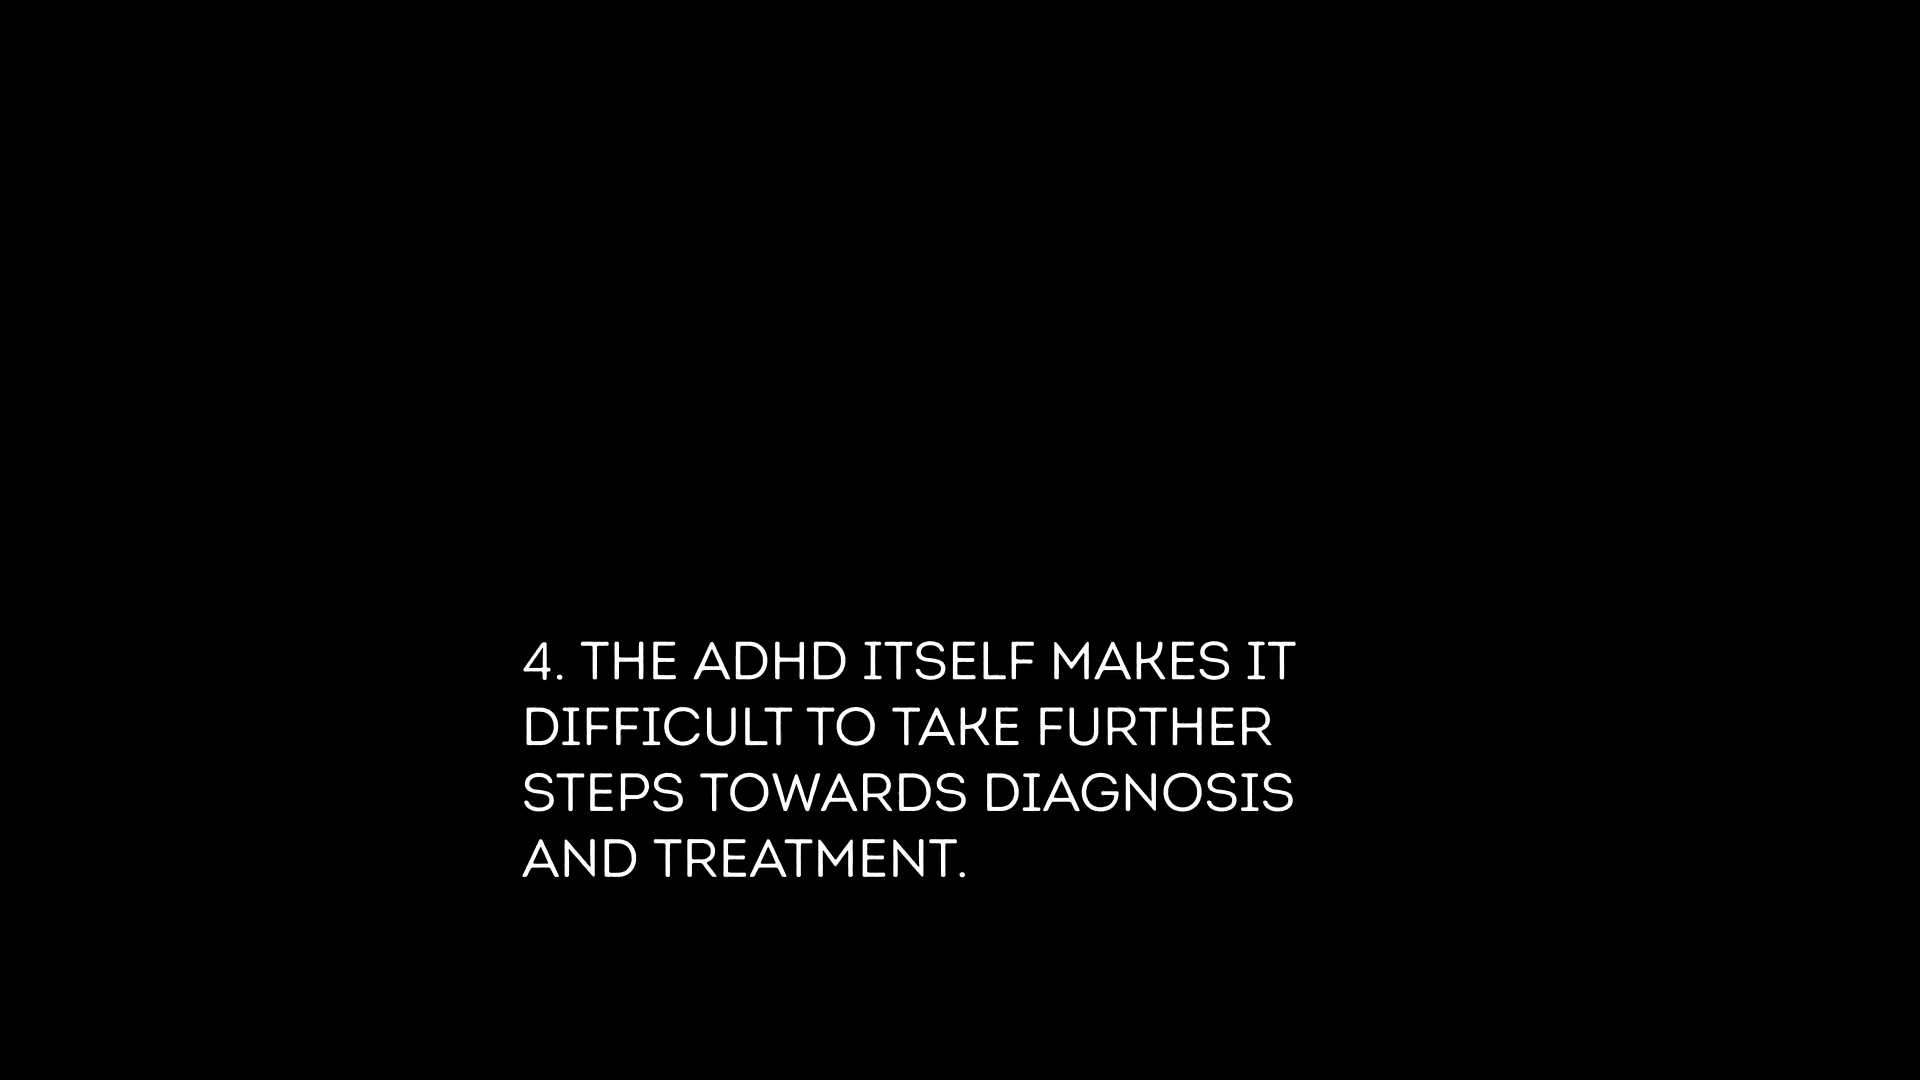 4. THE ADHD ITSELF MAKES IT
DIFFICULT TO TAKE FURTHER
STEPS TOWARDS DIAGNOSIS
AND TREATMENT.